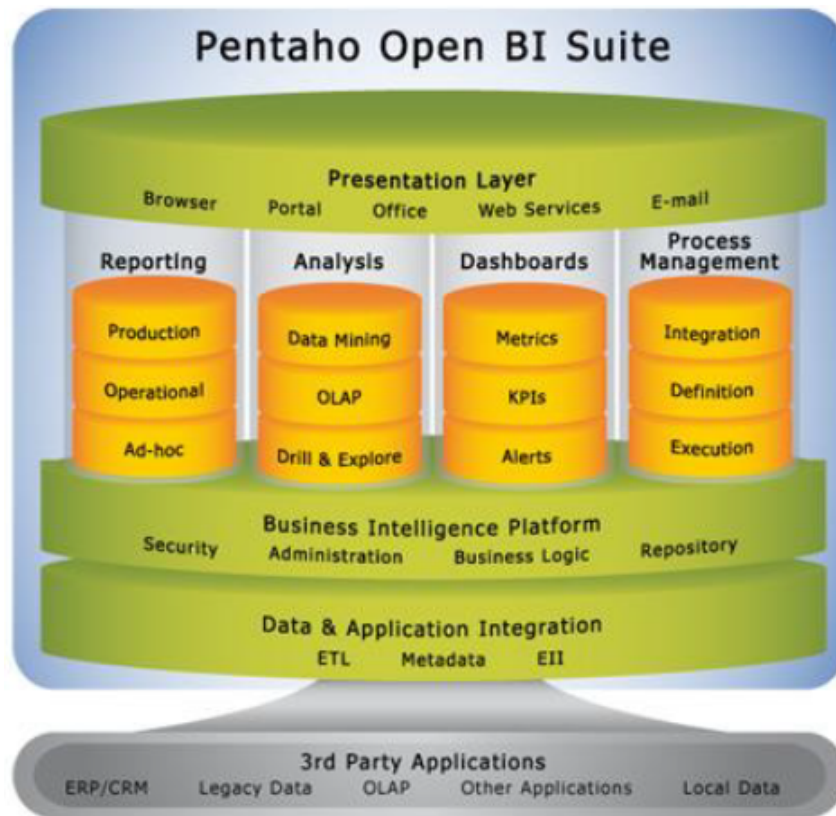 Pentaho Open BI Suite
Presentation Layer
Browser Portal Office Web Services E-mail
Reporting Analysis Dashboards Process Management
Production Data Mining Metrics Integration
Operational OLAP KPIs Definition
Ad-hoc Drill & Explore Alerts Execution
Business Intelligence Platform
Security Administration Business Logic Repository
Data & Application Integration
ETL Metadata EII
3rd Party Applications
ERP/CRM Legacy Data OLAP Other Applications Local Data